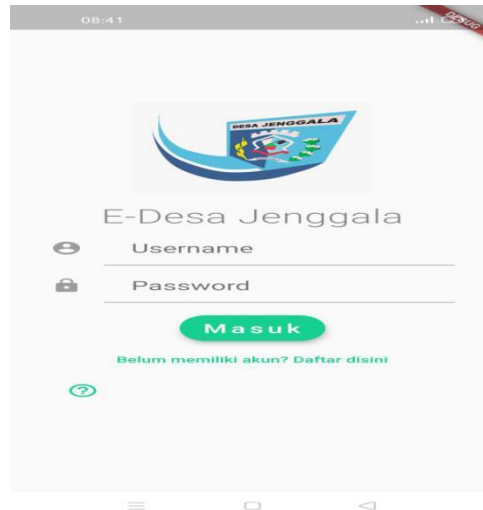 08:41
DEBUG
DESA JENGGALA
E-Desa Jenggala
Username
Password
Masuk
Belum memiliki akun? Daftar disini
?